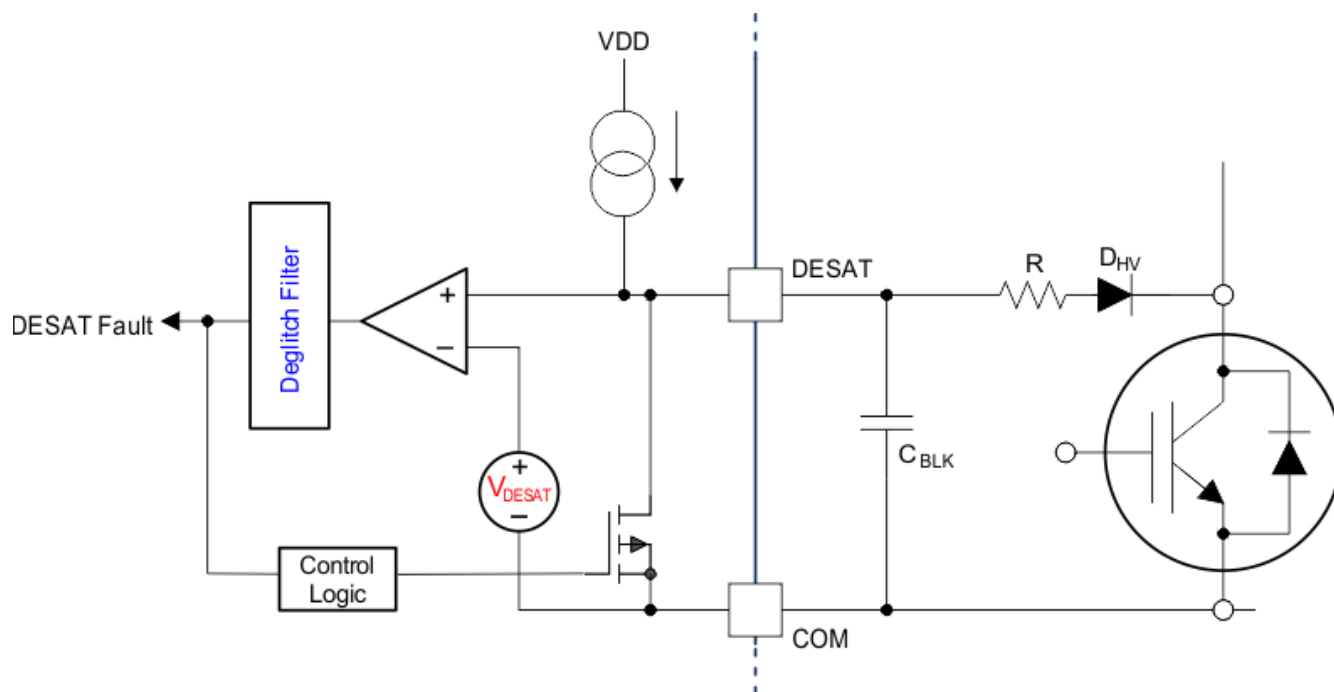 VDD
DESAT
R
DHV
DESAT Fault
Deglitch Filter
+
−
+
VDESAT
−
CBLK
Control
Logic
COM